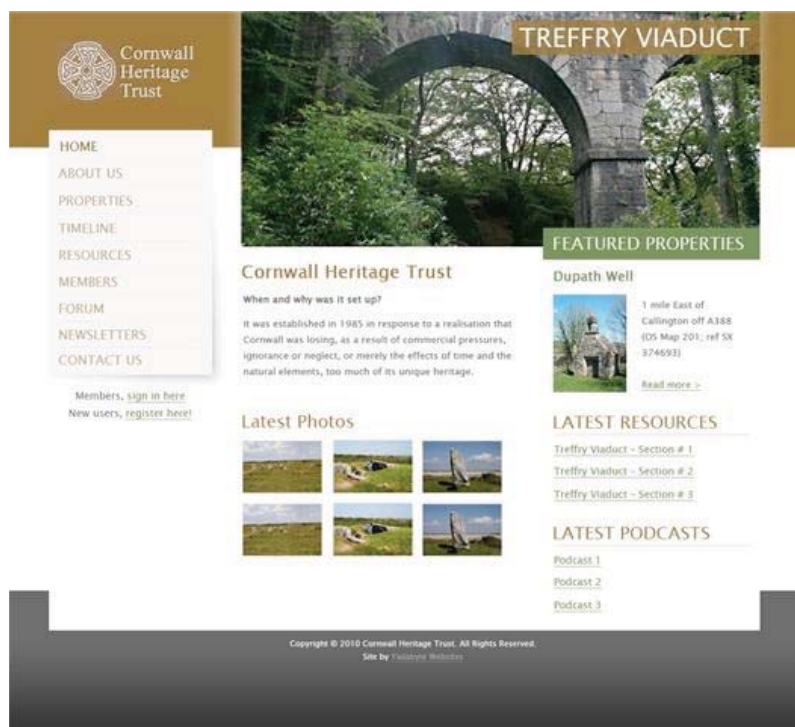 Cornwall
Heritage
Trust
TREFFRY VIADUCT
HOME
ABOUT US
PROPERTIES
TIMELINE
RESOURCES
MEMBERS
FORUM
NEWSLETTERS
CONTACT US
Members, sign in here
New users, register here!
Cornwall Heritage Trust
When and why was it set up?
It was established in 1985 in response to a realisation that
Cornwall was losing, as a result of commercial pressures,
ignorance or neglect, or merely the effects of time and the
natural elements, too much of its unique heritage.
Latest Photos
FEATURED PROPERTIES
Dupath Well
1 mile East of
Callington off A388
(OS Map 201; ref SX
374693)
Read more >
LATEST RESOURCES
Treffry Viaduct - Section # 1
Treffry Viaduct - Section # 2
Treffry Viaduct - Section # 3
LATEST PODCASTS
Podcast 1
Podcast 2
Podcast 3
Copyright © 2010 Cornwall Heritage Trust. All Rights Reserved.
Site by Websites